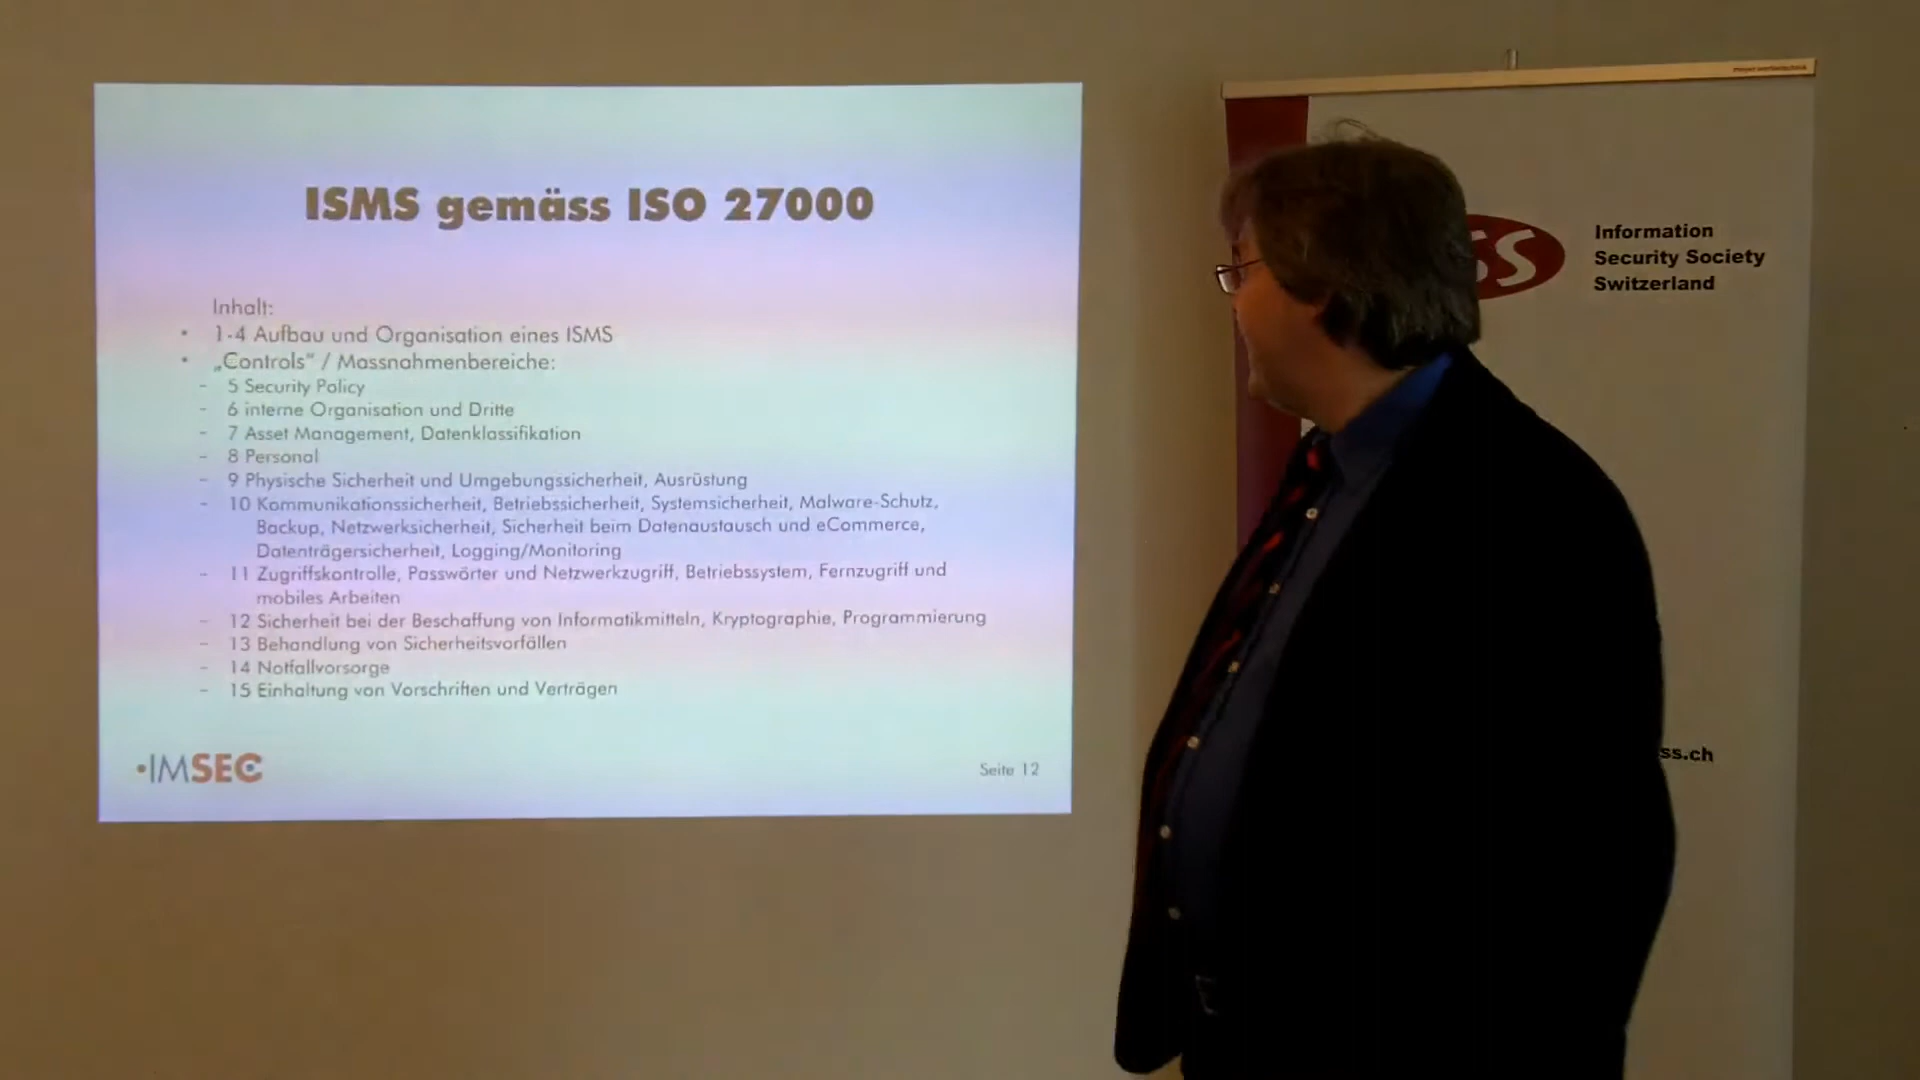 ISMS gemäss ISO 27000
Inhalt:
• 1-4 Aufbau und Organisation eines ISMS
• „Controls“ / Massnahmenbereiche:
- 5 Security Policy
- 6 interne Organisation und Dritte
- 7 Asset Management, Datenklassifikation
- 8 Personal
- 9 Physische Sicherheit und Umgebungssicherheit, Ausrüstung
- 10 Kommunikationssicherheit, Betriebssicherheit, Systemsicherheit, Malware-Schutz,
Backup, Netzwerksicherheit, Sicherheit beim Datenaustausch und eCommerce,
Datenträgersicherheit, Logging/Monitoring
- 11 Zugriffskontrolle, Passwörter und Netzwerkzugriff, Betriebssystem, Fernzugriff und
mobiles Arbeiten
- 12 Sicherheit bei der Beschaffung von Informatikmitteln, Kryptographie, Programmierung
- 13 Behandlung von Sicherheitsvorfällen
- 14 Notfallvorsorge
- 15 Einhaltung von Vorschriften und Verträgen
•IMSEC
Seite 12
SS
Information
Security Society
Switzerland
ss.ch